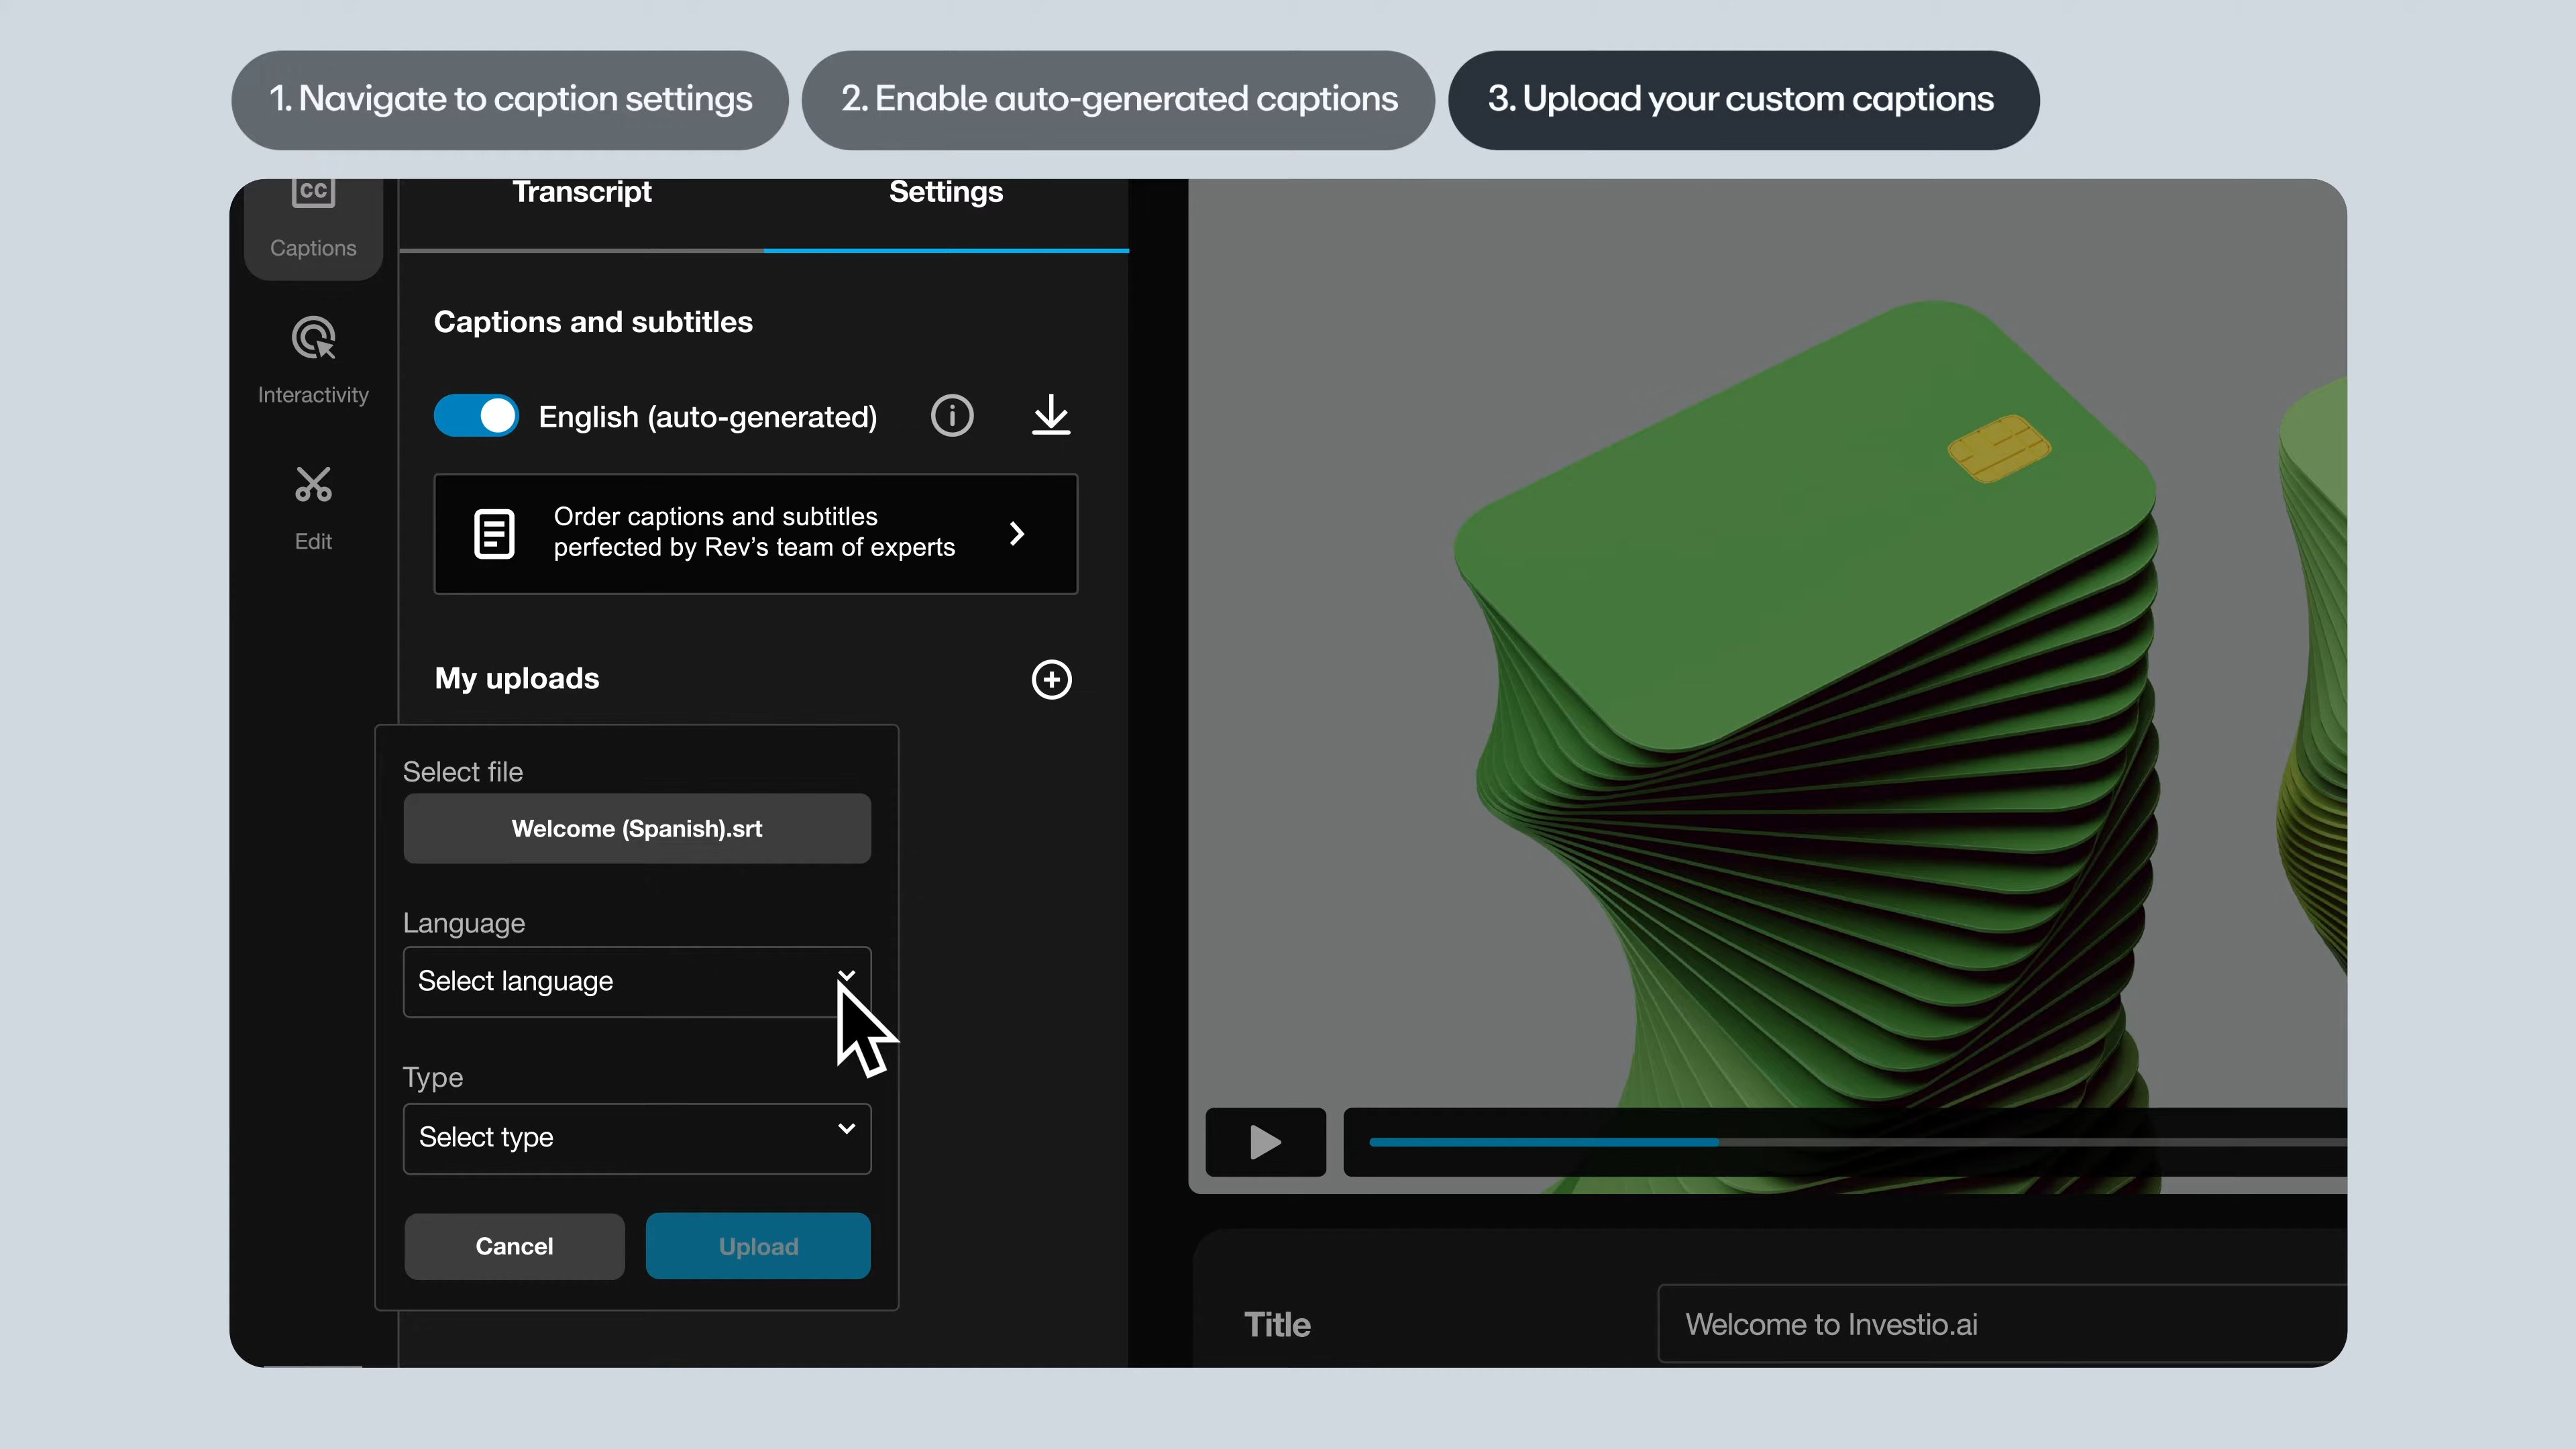 1. Navigate to caption settings
2. Enable auto-generated captions
3. Upload your custom captions
CC
Captions
Interactivity
Edit
Transcript
Settings
Captions and subtitles
English (auto-generated)
Order captions and subtitles
perfected by Rev's team of experts
My uploads
Select file
Welcome (Spanish).srt
Language
Select language
Type
Select type
Cancel
Upload
Title
Welcome to Investio.ai